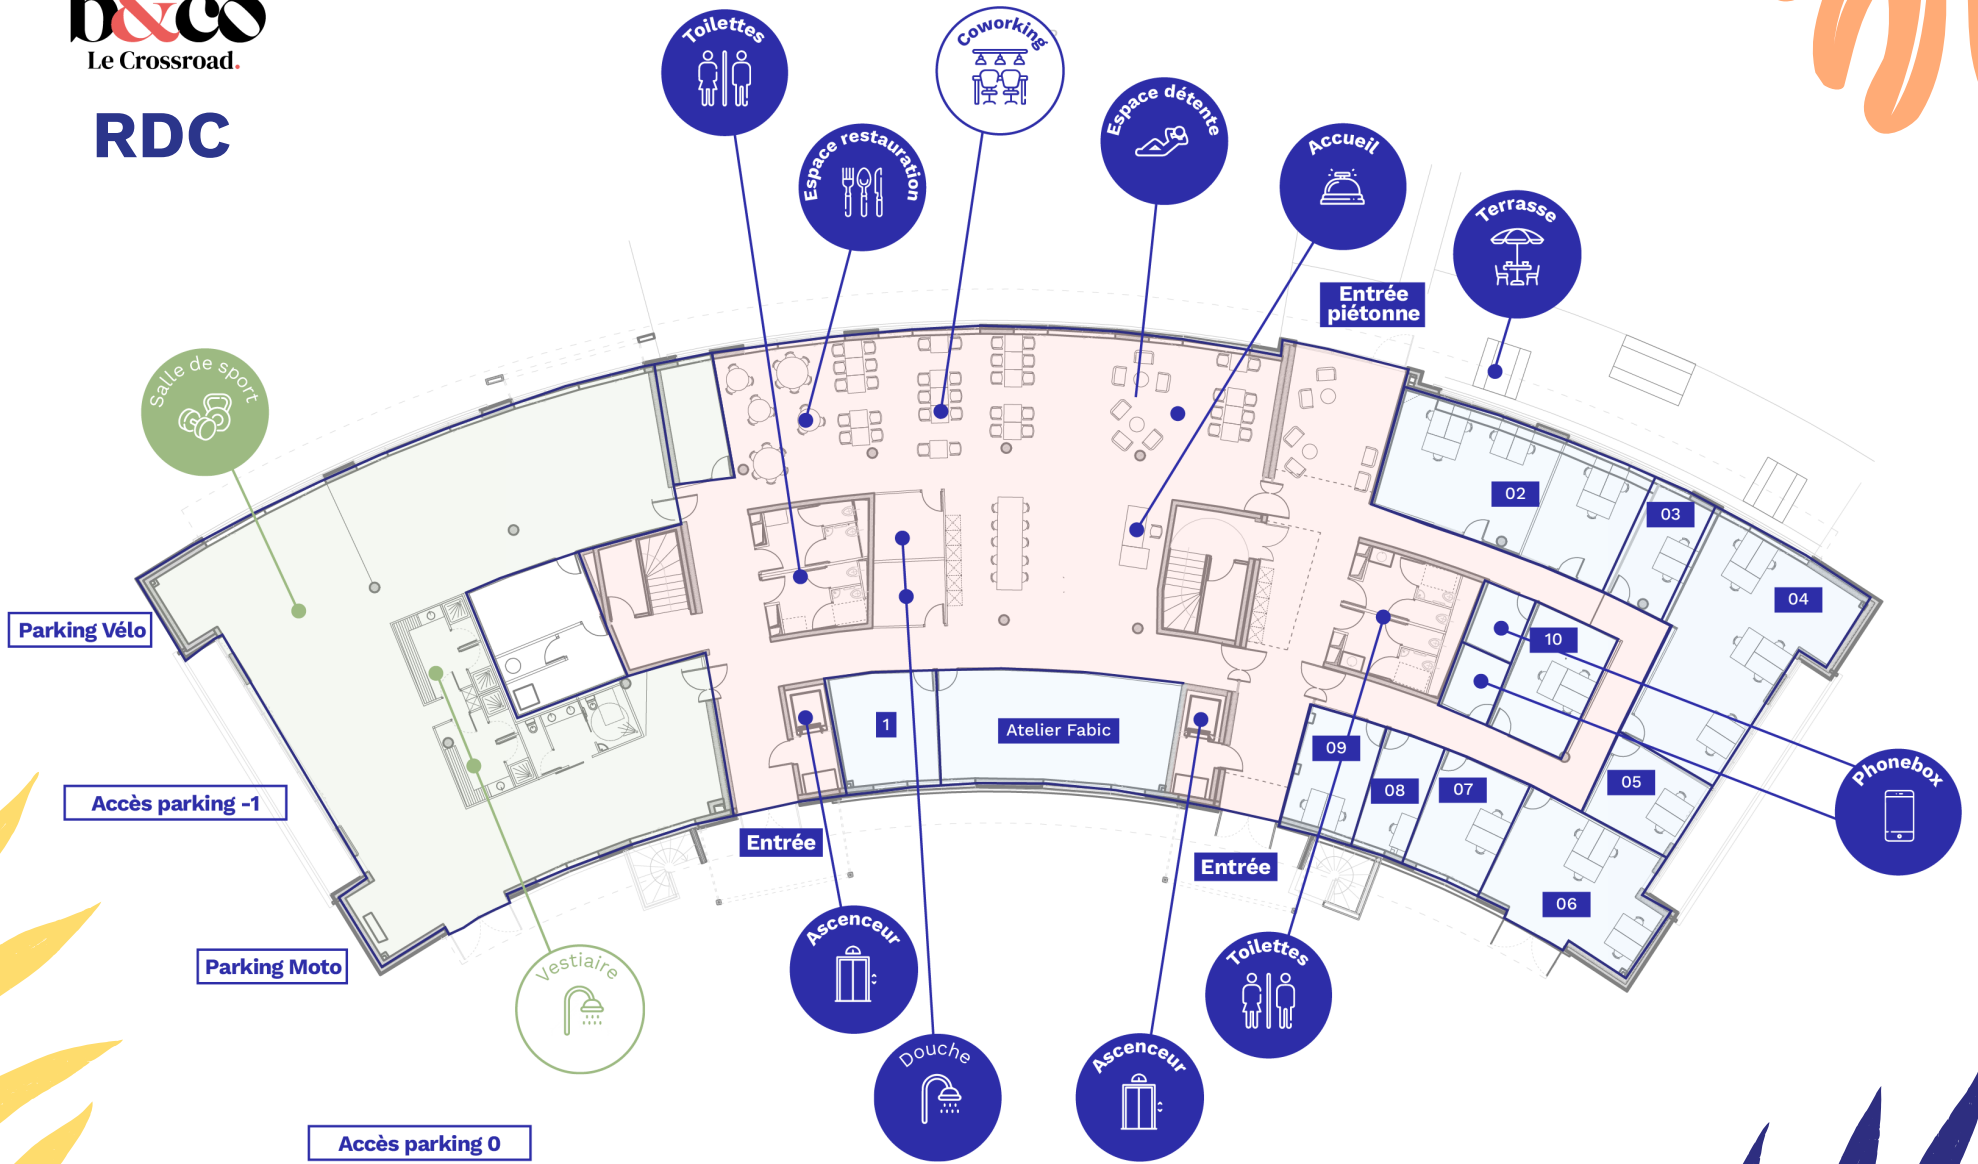 b&co
Le Crossroad.
RDC
Toilettes
Coworking
Espace restauration
Espace détente
Accueil
Terrasse
Entrée
piétonne
Salle de sport
02
03
04
Parking Vélo
10
1
Atelier Fabic
09
08
07
05
Phonebox
Accès parking -1
Entrée
Entrée
06
Parking Moto
Vestiaire
Ascenceur
Toilettes
Douche
Ascenceur
Accès parking 0